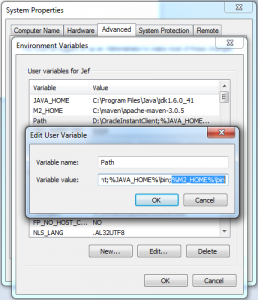 System Properties
Computer Name Hardware Advanced System Protection Remote
Environment Variables
User variables for Jef
Variable Value
JAVA_HOME C:\Program Files\Java\jdk1.6.0_41
M2_HOME C:\maven\apache-maven-3.0.5
Path D:\OracleInstantClient;%JAVA_HOME...
Edit User Variable
Variable name: Path
Variable value: nt;%JAVA_HOME%\bin;%M2_HOME%\bin
OK Cancel
FP_NO_HOST_C... NO
NLS_LANG .AL32UTF8
New... Edit... Delete
OK Cancel